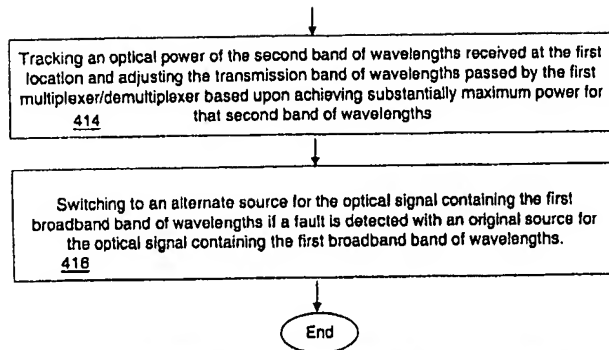 Tracking an optical power of the second band of wavelengths received at the first
location and adjusting the transmission band of wavelengths passed by the first
multiplexer/demultiplexer based upon achieving substantially maximum power for
414 that second band of wavelengths
Switching to an alternate source for the optical signal containing the first
broadband band of wavelengths if a fault is detected with an original source for
the optical signal containing the first broadband band of wavelengths.
416
End